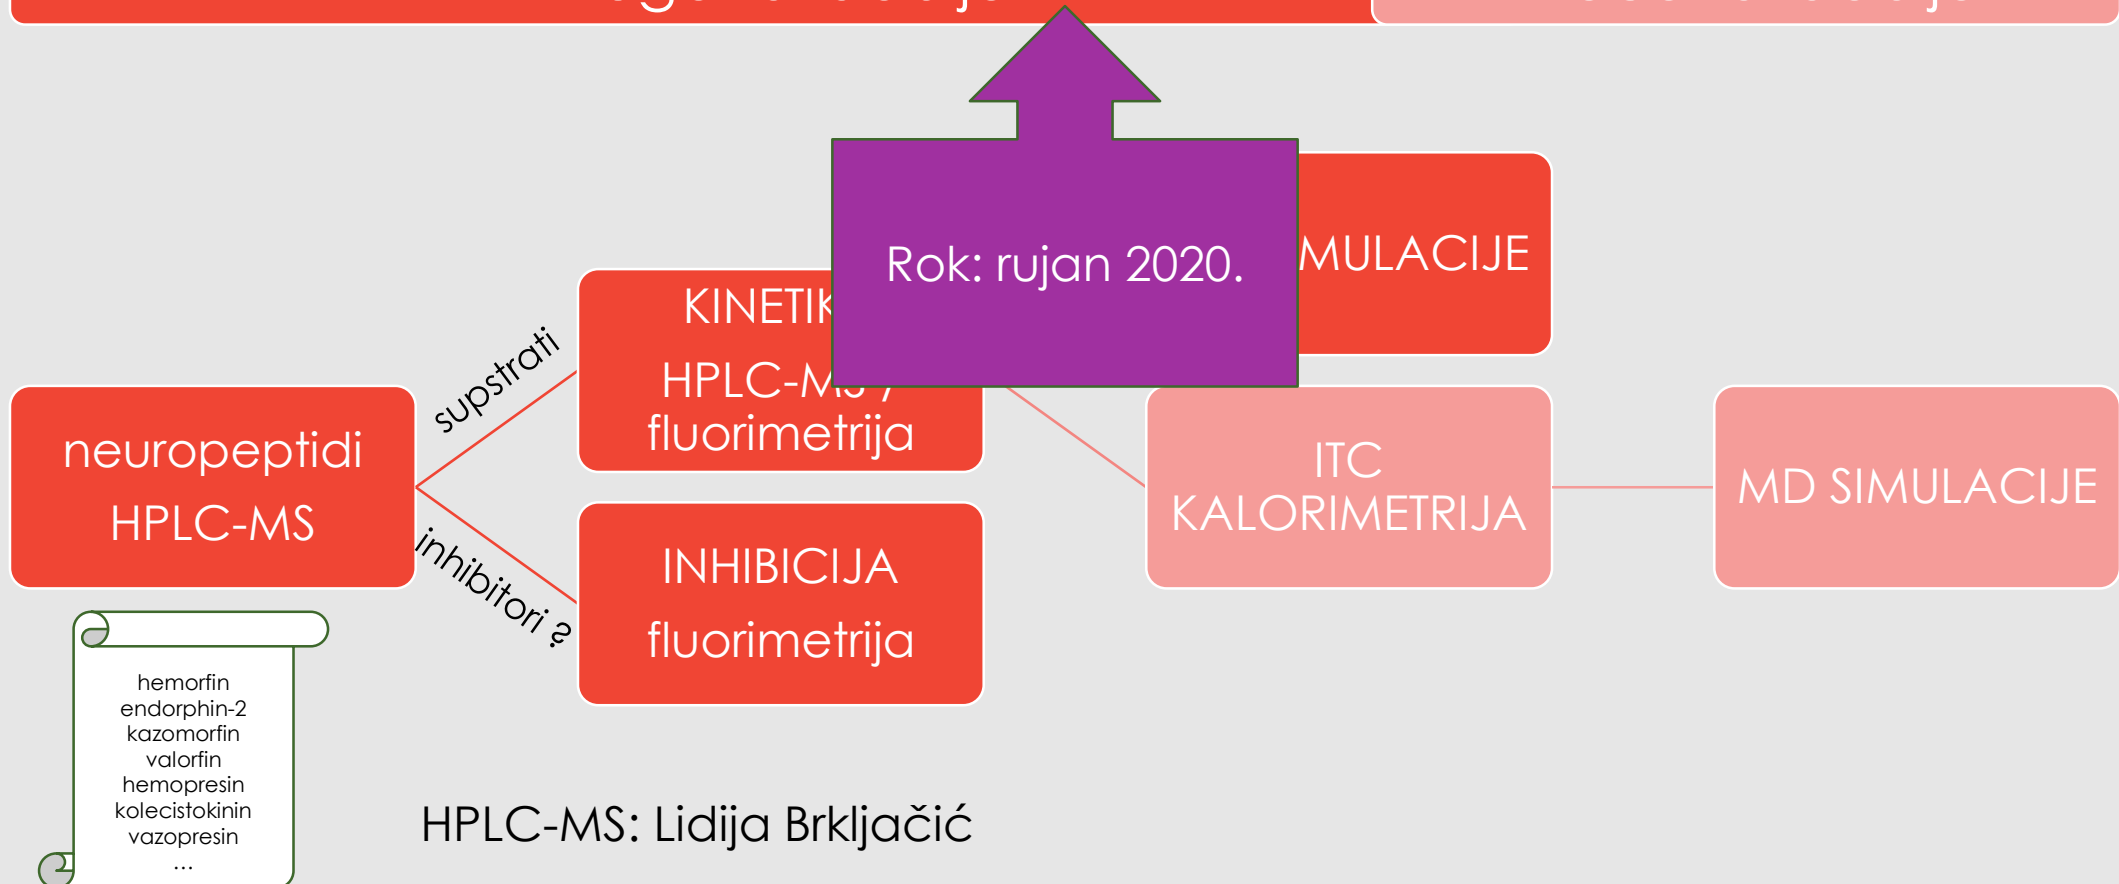 Rok: rujan 2020.
MULACIJE
KINETIK
HPLC-MS /
fluorimetrija
supstrati
neuropeptidi
HPLC-MS
ITC
KALORIMETRIJA
MD SIMULACIJE
inhibitori ?
INHIBICIJA
fluorimetrija
hemorfin
endorphin-2
kazomorfin
valorfin
hemopresin
kolecistokinin
vazopresin
...
HPLC-MS: Lidija Brkljačić